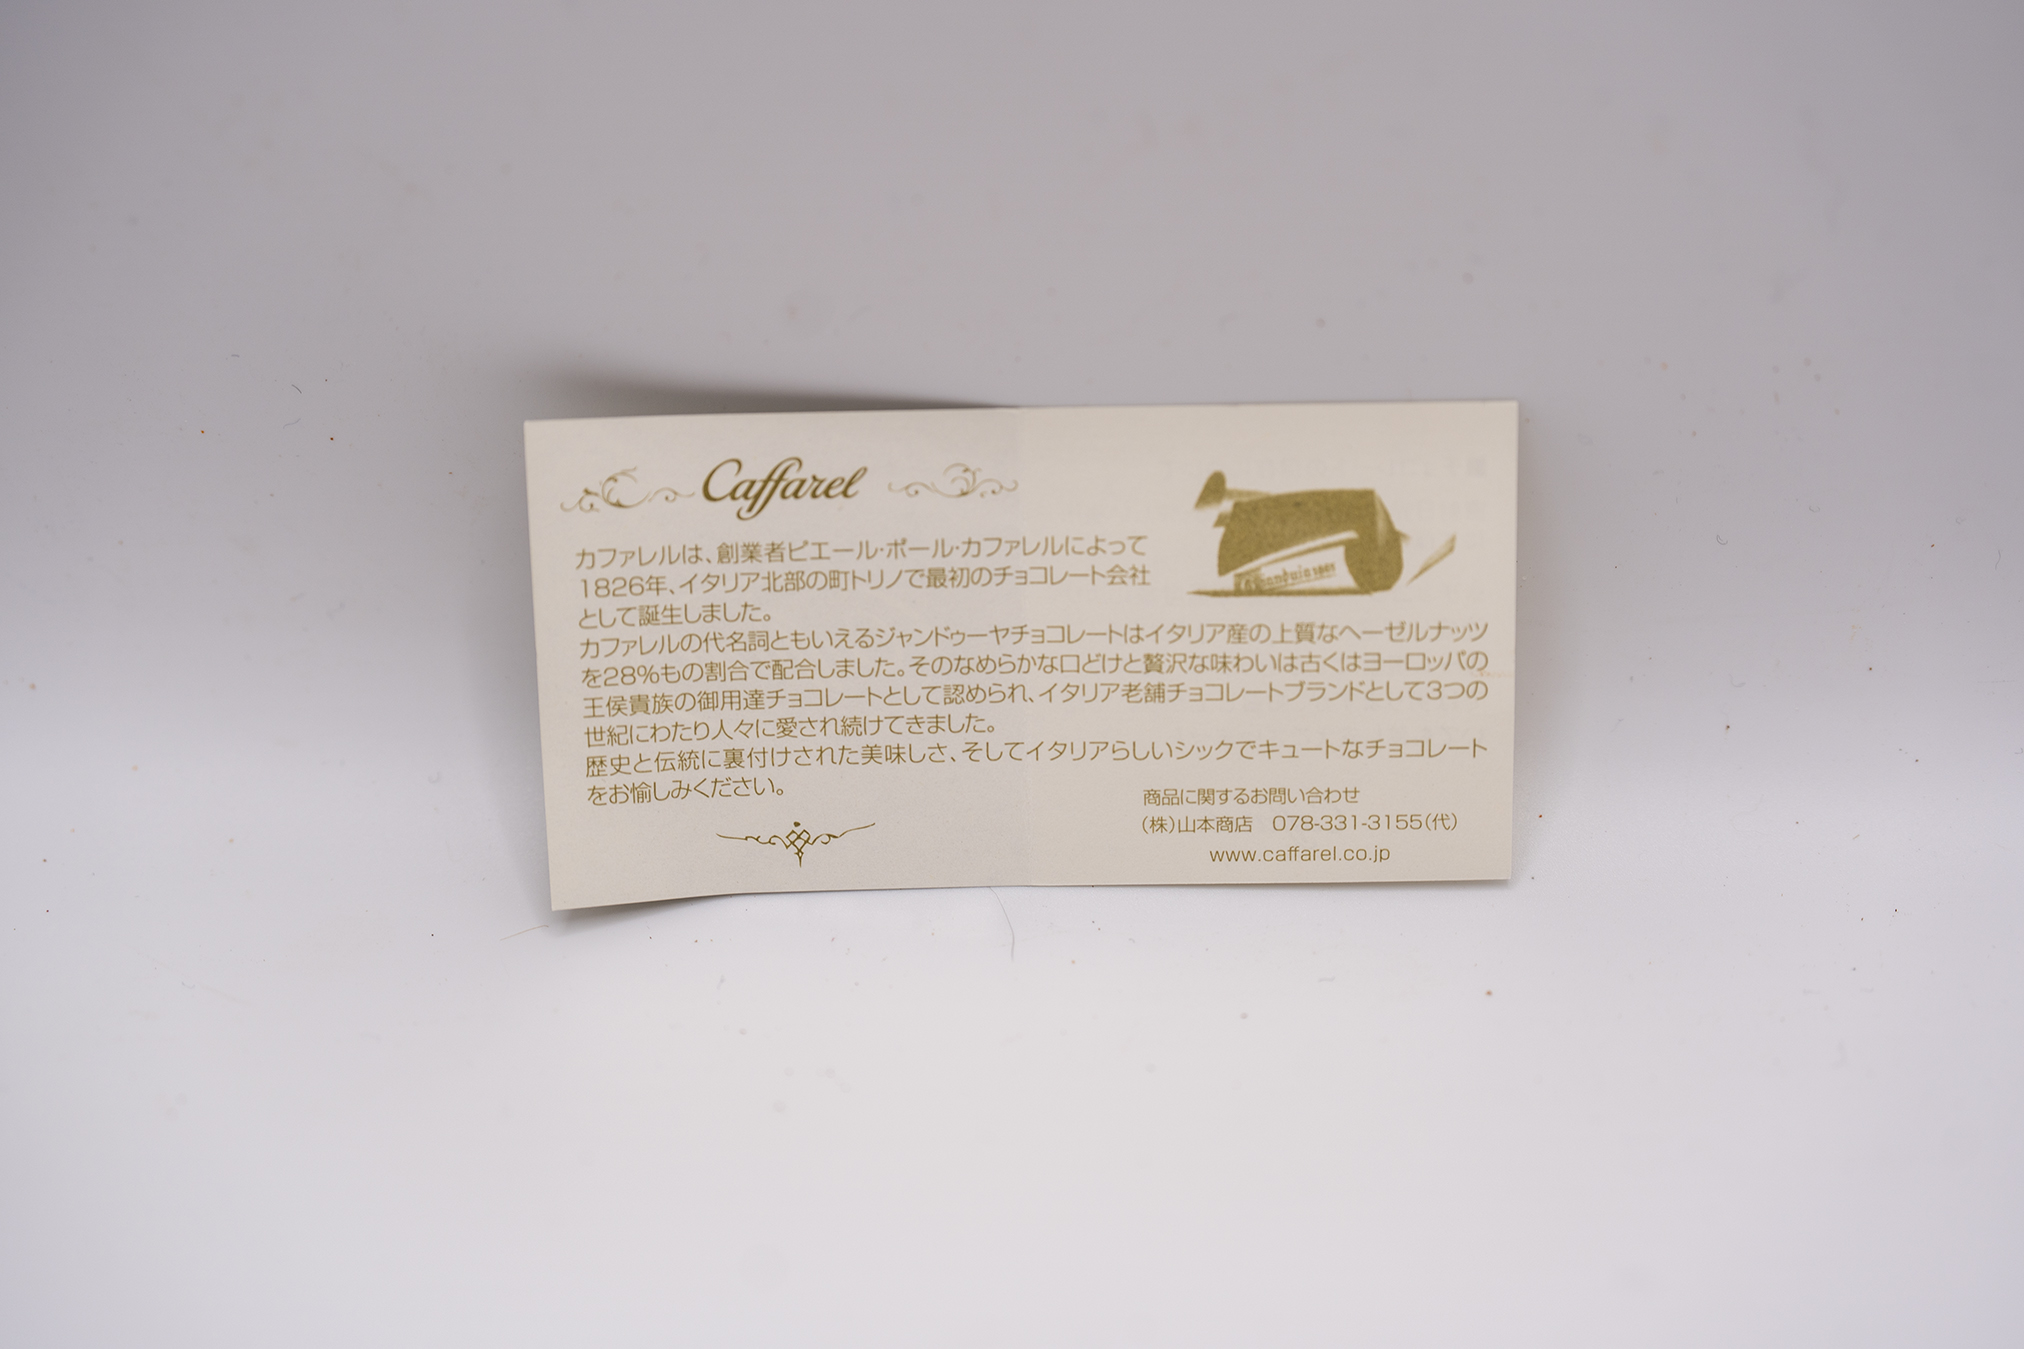 Caffarel
カファレルは、創業者ピエール・ポール・カファレルによって
1826年、イタリア北部の町トリノで最初のチョコレート会社
として誕生しました。
カファレルの代名詞ともいえるジャンドゥーヤチョコレートはイタリア産の上質なヘーゼルナッツ
を28%もの割合で配合しました。そのなめらかな口どけと贅沢な味わいは古くはヨーロッパの
王侯貴族の御用達チョコレートとして認められ、イタリア老舗チョコレートブランドとして3つの
世紀にわたり人々に愛され続けてきました。
歴史と伝統に裏付けされた美味しさ、そしてイタリアらしいシックでキュートなチョコレート
をお愉しみください。
商品に関するお問い合わせ
(株)山本商店　078-331-3155(代)
www.caffarel.co.jp